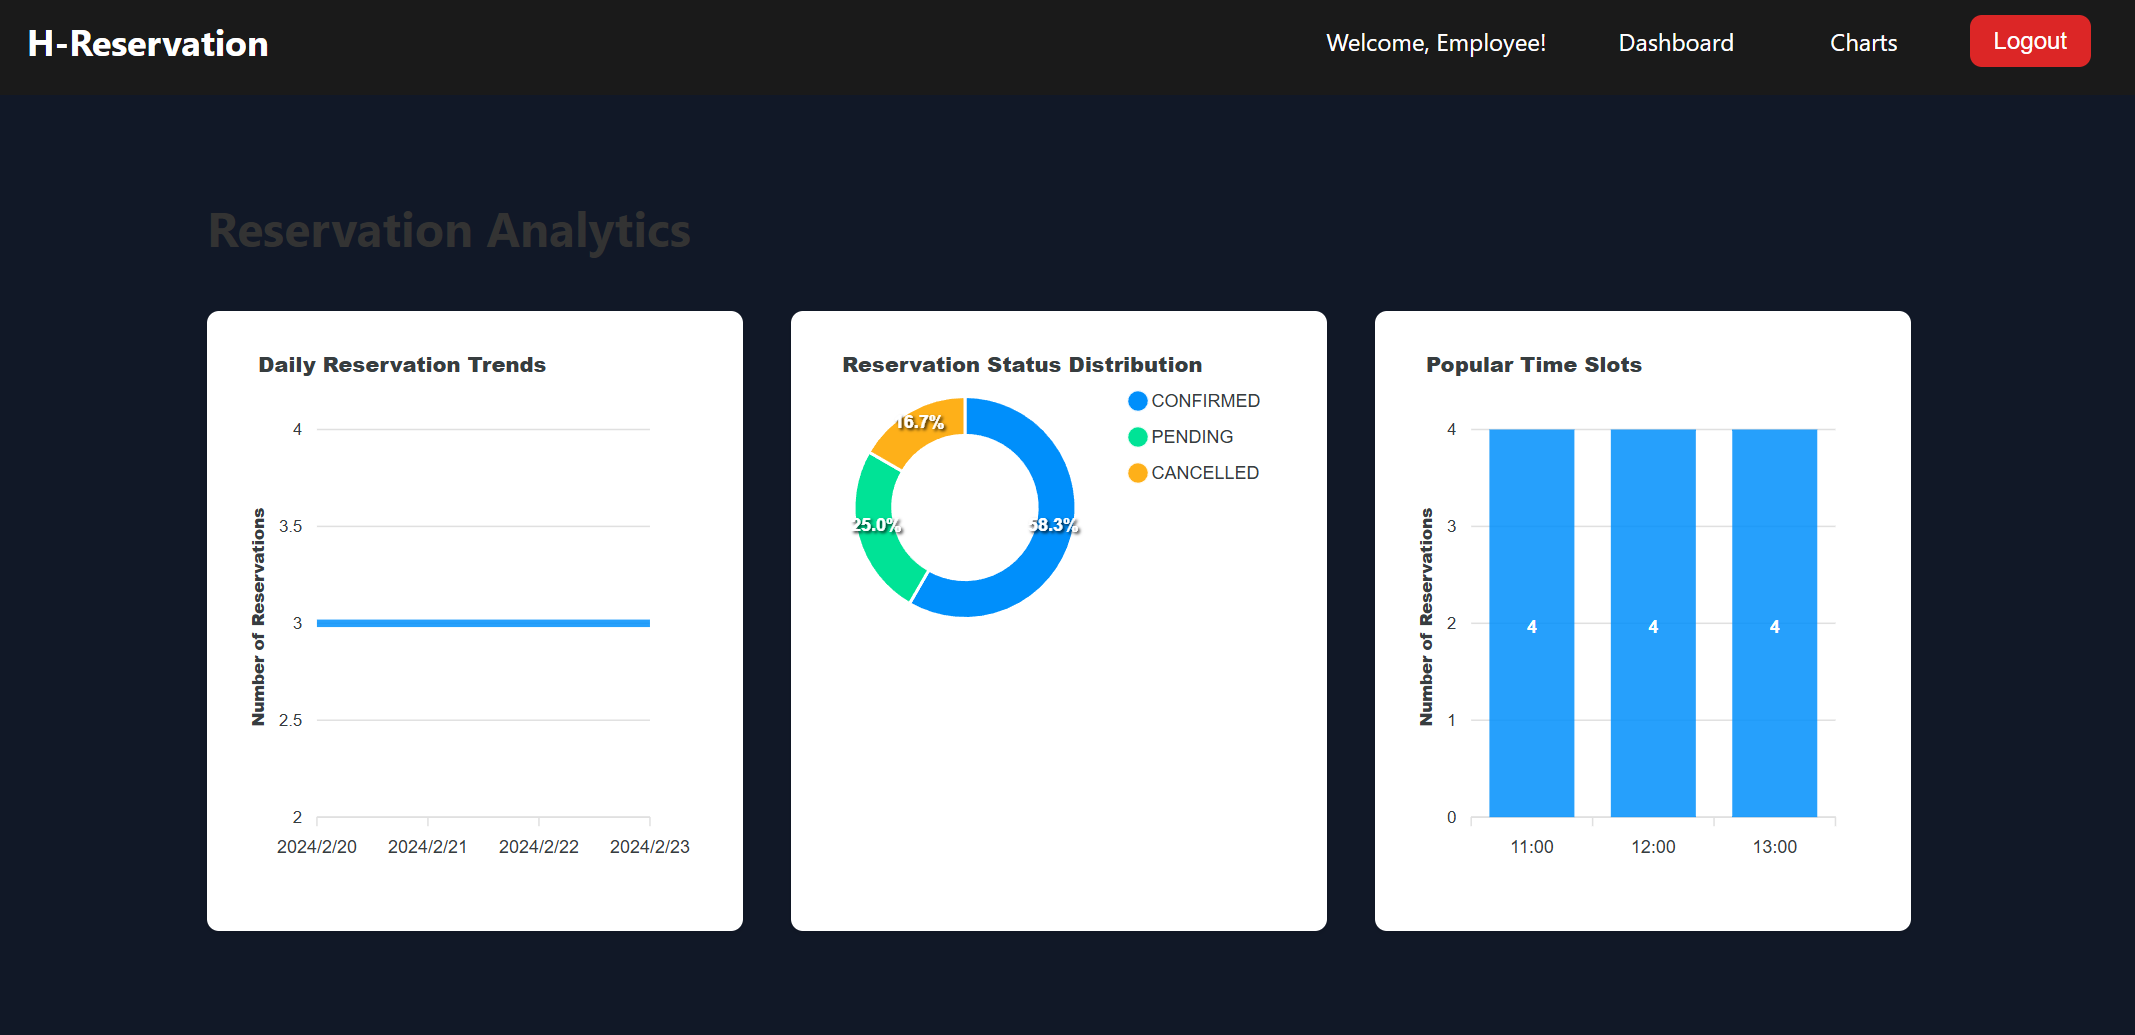 H-Reservation
Welcome, Employee!
Dashboard
Charts
Logout
Reservation Analytics
Daily Reservation Trends
Number of Reservations
4
3.5
3
2.5
2
2024/2/20
2024/2/21
2024/2/22
2024/2/23
Reservation Status Distribution
16.7%
25.0%
58.3%
CONFIRMED
PENDING
CANCELLED
Popular Time Slots
Number of Reservations
4
3
2
1
0
4
4
4
11:00
12:00
13:00